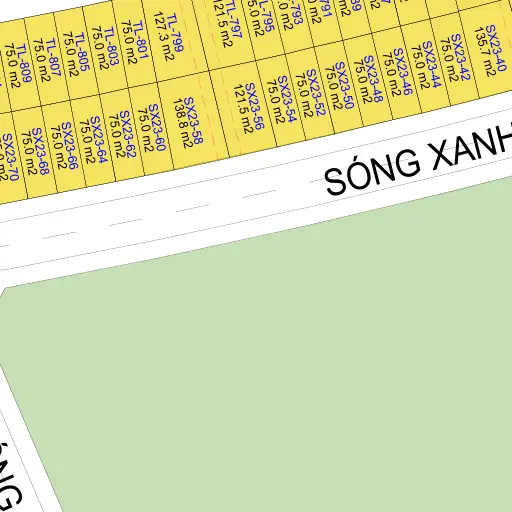 TL-809
75.0 m2
TL-807
75.0 m2
TL-805
75.0 m2
TL-803
75.0 m2
TL-801
75.0 m2
TL-799
127.3 m2
TL-797
121.5 m2
TL-795
75.0 m2
TL-793
75.0 m2
SX23-70
SX23-68
75.0 m2
SX23-66
75.0 m2
SX23-64
75.0 m2
SX23-62
75.0 m2
SX23-60
75.0 m2
SX23-58
138.8 m2
SX23-56
121.5 m2
SX23-54
75.0 m2
SX23-52
75.0 m2
SX23-50
75.0 m2
SX23-48
75.0 m2
SX23-46
75.0 m2
SX23-44
75.0 m2
SX23-42
75.0 m2
SX23-40
135.7 m2
SÓNG XANH